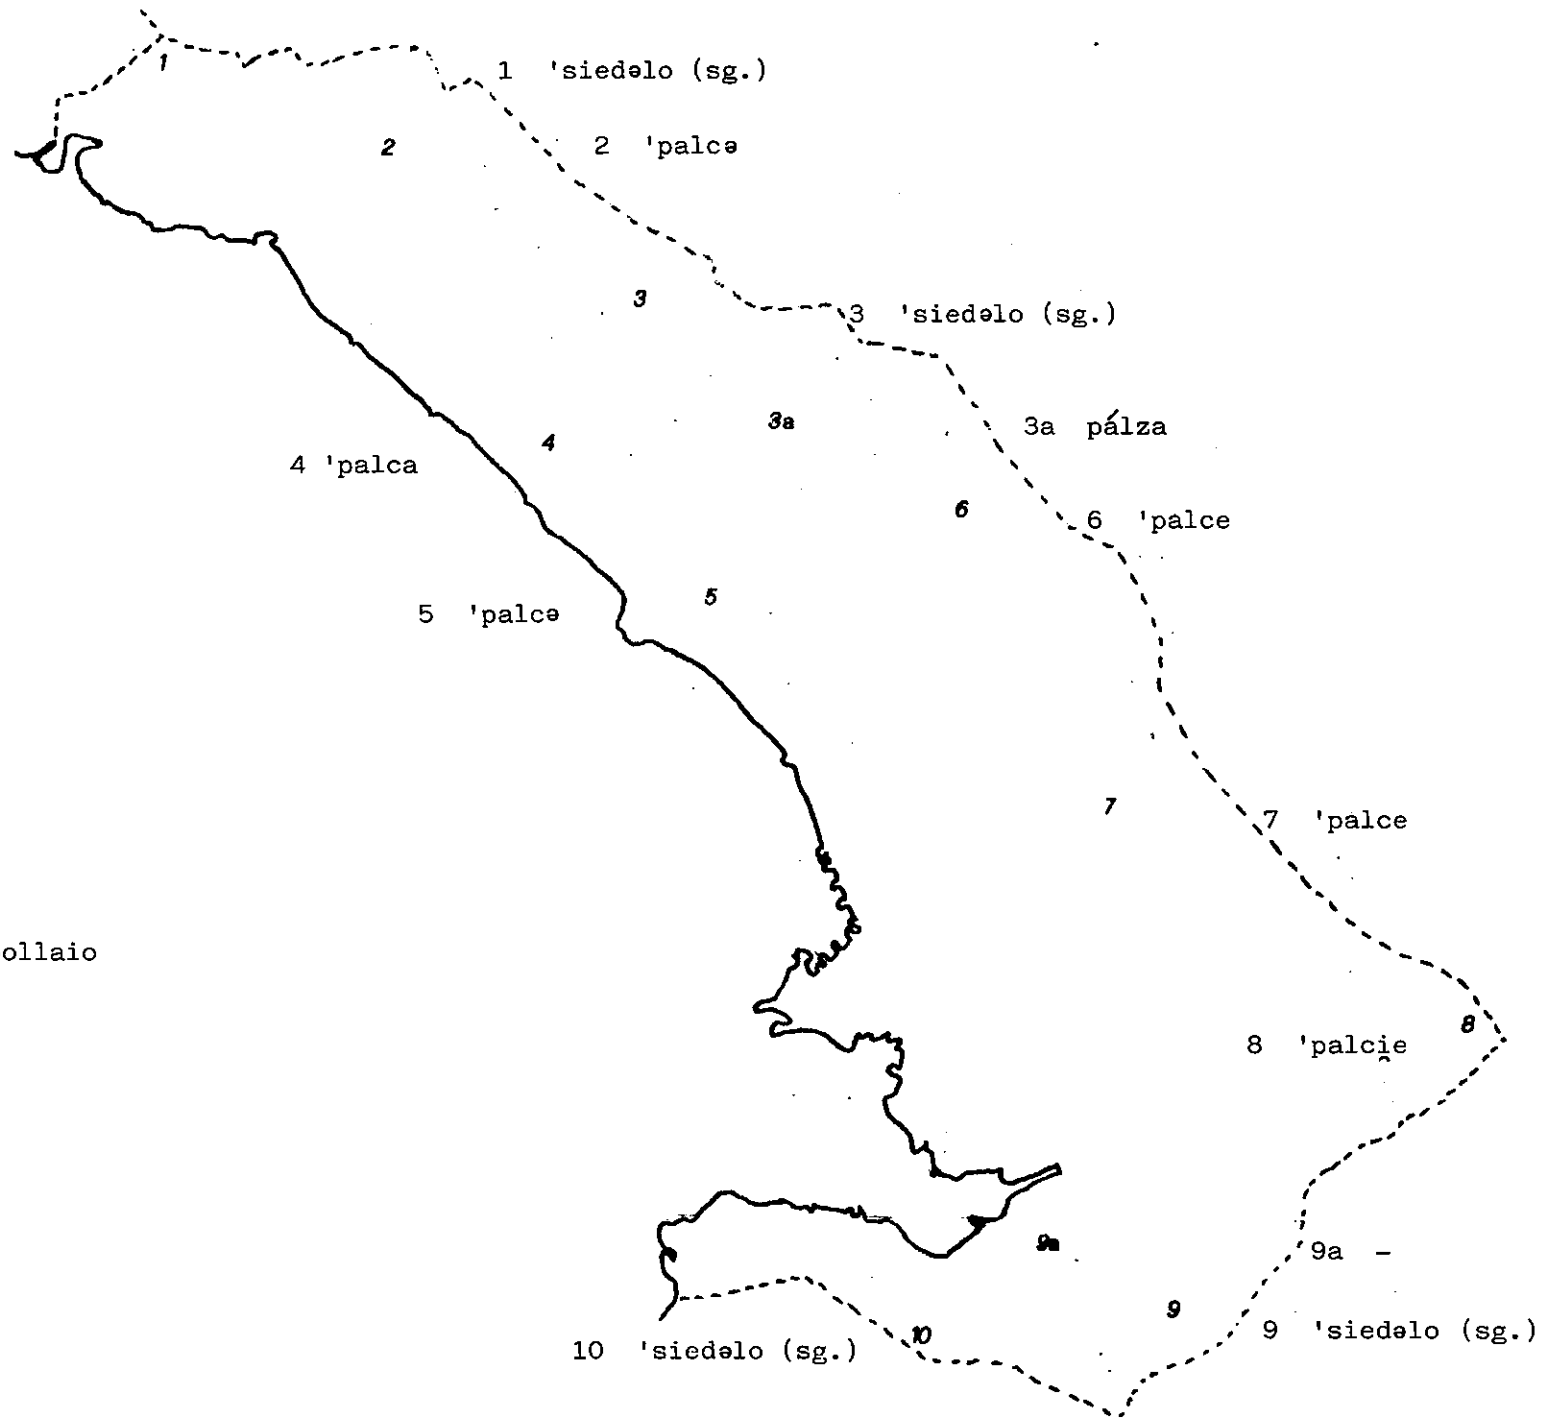 1
1 'siedəlo (sg.)
2
2 'palcə
3
3 'siedəlo (sg.)
3a
3a pálza
4
4 'palca
6
6 'palce
5
5 'palcə
7
7 'palce
ollaio
8
8 'palci̯e
9a
9a –
9
9 'siedəlo (sg.)
10
10 'siedəlo (sg.)